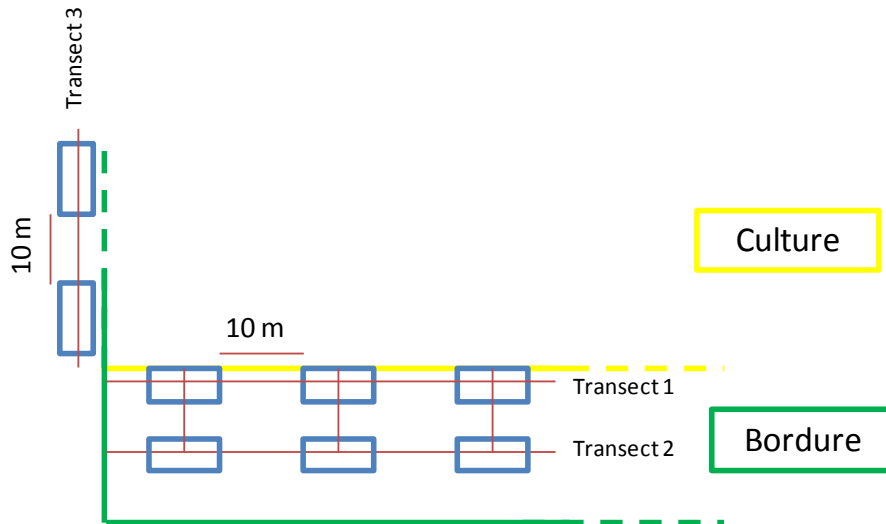 Transect 3
10 m
Culture
10 m
Transect 1
Transect 2
Bordure